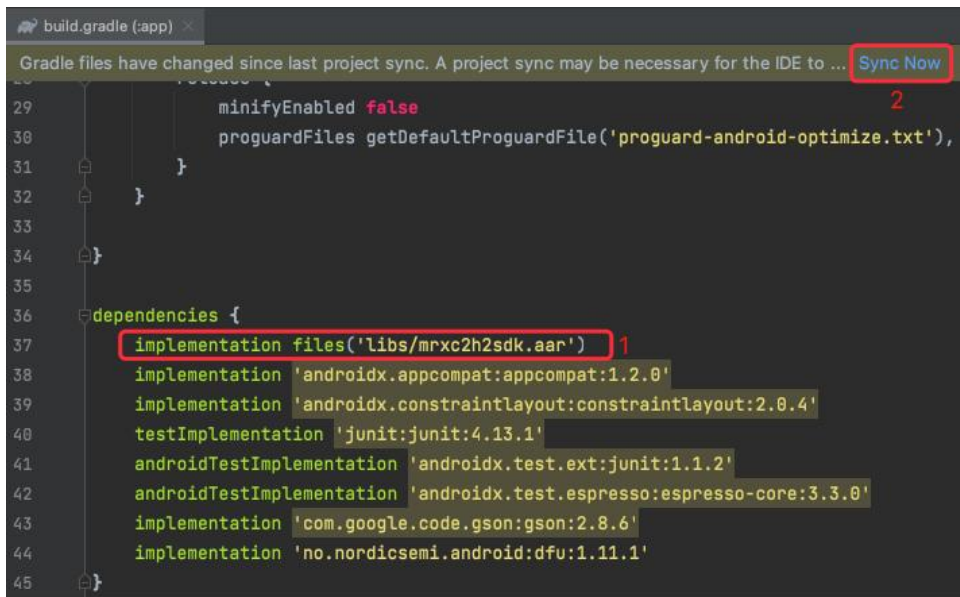 build.gradle (:app)
Gradle files have changed since last project sync. A project sync may be necessary for the IDE to ... Sync Now
2
29 minifyEnabled false
30 proguardFiles getDefaultProguardFile('proguard-android-optimize.txt'),
31 }
32 }
33
34 }
35
36 dependencies {
37 implementation files('libs/mrxc2h2sdk.aar') 1
38 implementation 'androidx.appcompat:appcompat:1.2.0'
39 implementation 'androidx.constraintlayout:constraintlayout:2.0.4'
40 testImplementation 'junit:junit:4.13.1'
41 androidTestImplementation 'androidx.test.ext:junit:1.1.2'
42 androidTestImplementation 'androidx.test.espresso:espresso-core:3.3.0'
43 implementation 'com.google.code.gson:gson:2.8.6'
44 implementation 'no.nordicsemi.android:dfu:1.11.1'
45 }